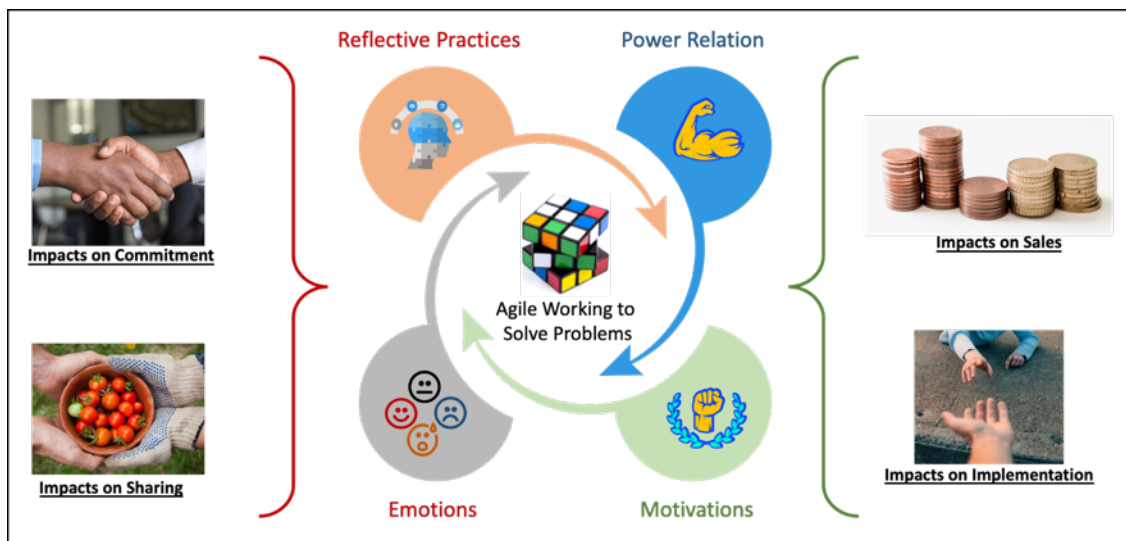 Reflective Practices
Power Relation
Impacts on Commitment
Impacts on Sales
Agile Working to
Solve Problems
Impacts on Sharing
Impacts on Implementation
Emotions
Motivations